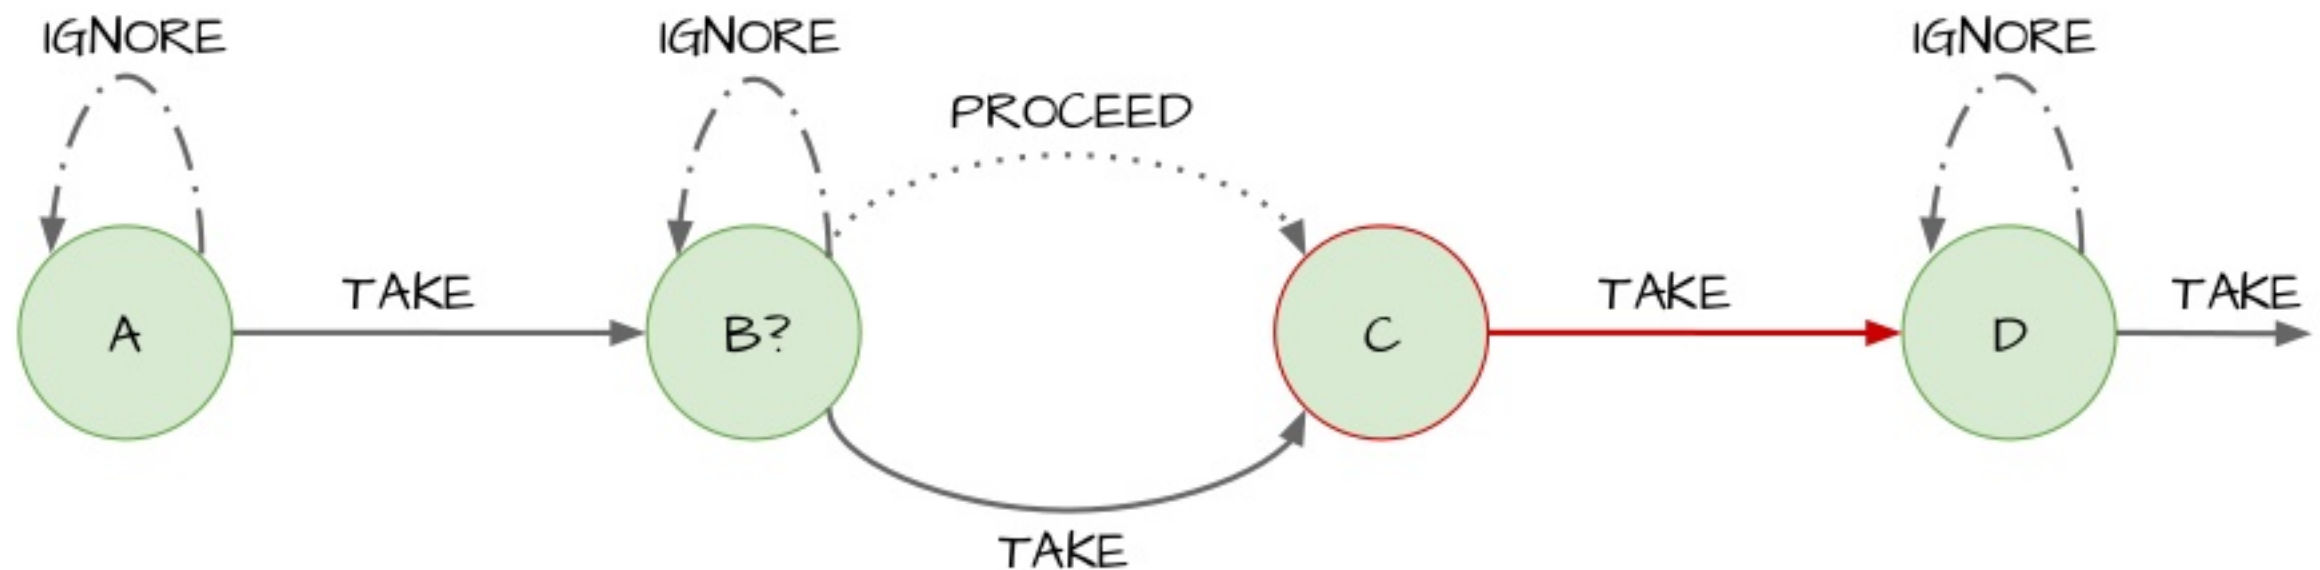 IGNORE
IGNORE
IGNORE
PROCEED
TAKE
TAKE
TAKE
A
B?
C
D
TAKE